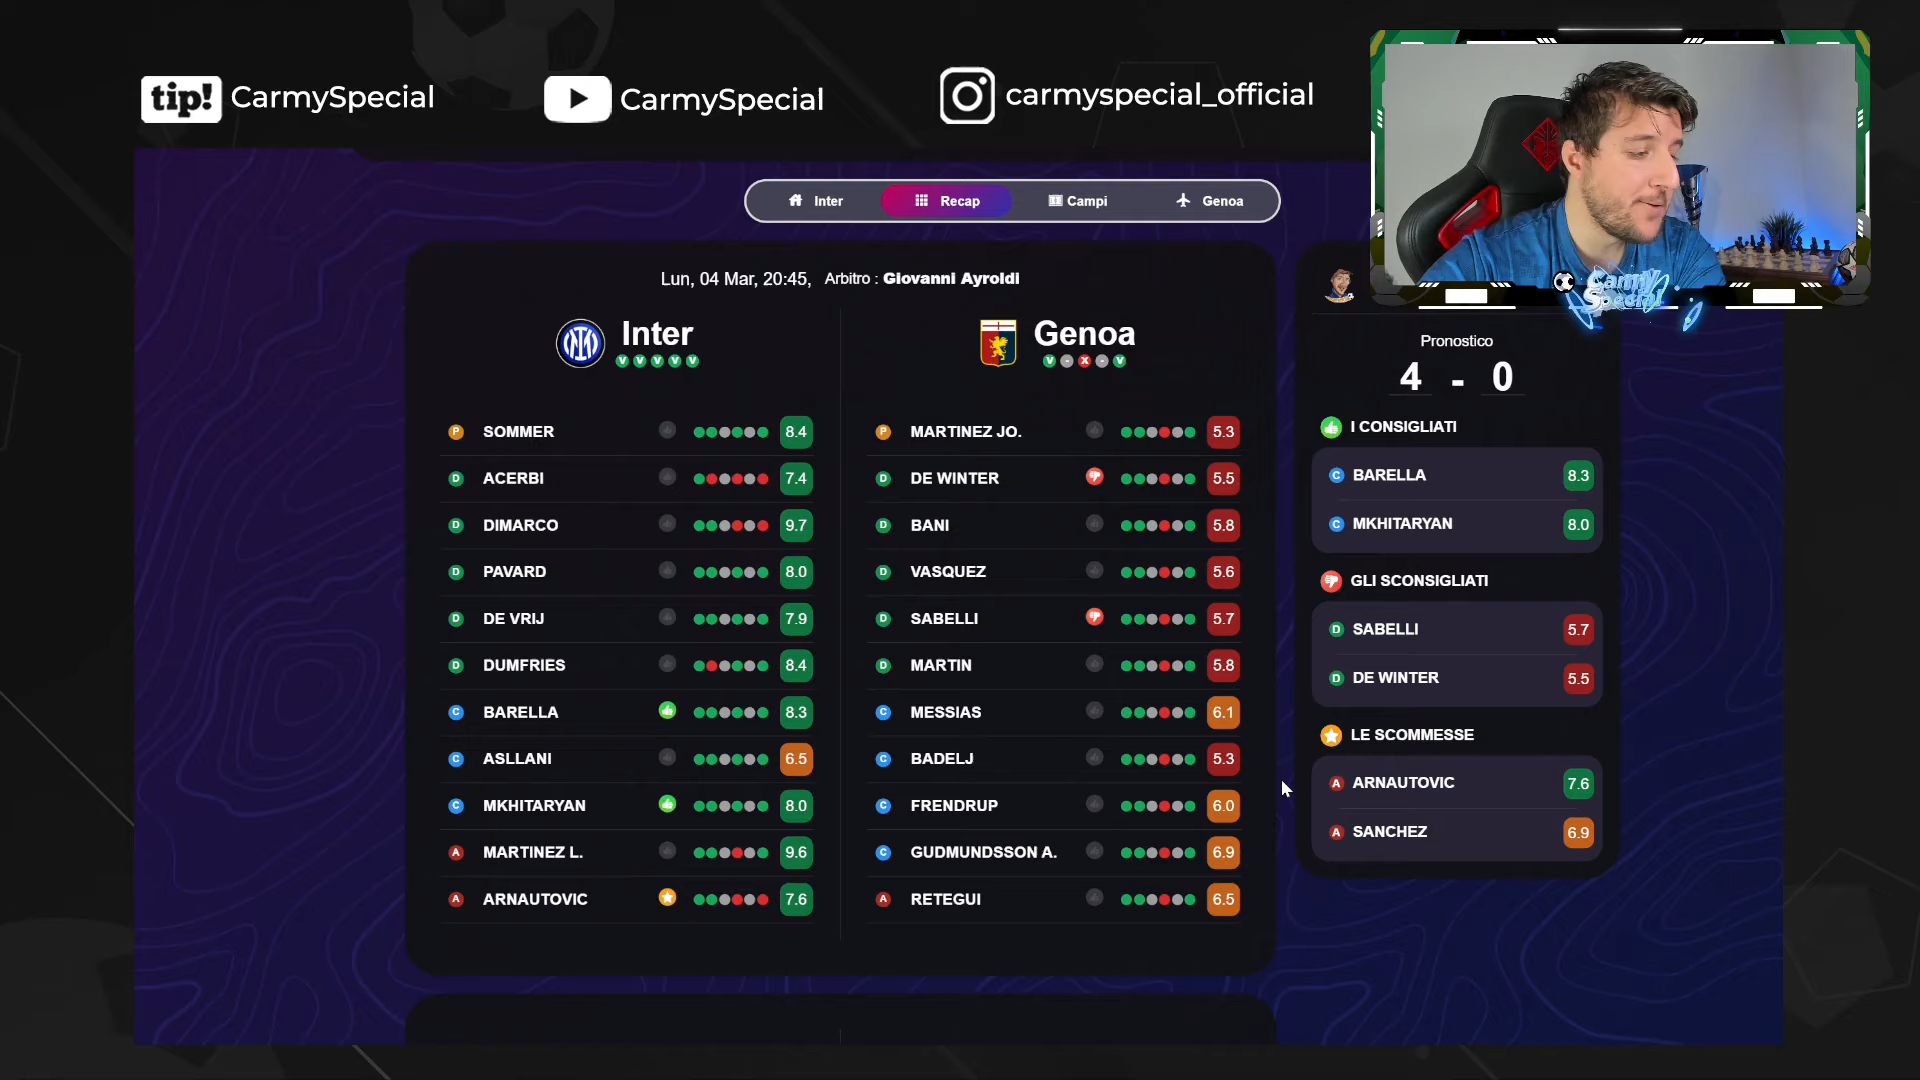 tip! CarmySpecial
CarmySpecial
carmyspecial_official
Inter
Recap
Campi
Genoa
Lun, 04 Mar, 20:45, Arbitro : Giovanni Ayroldi
Inter
V V V V V
Genoa
V - X - V
P SOMMER 8.4
D ACERBI 7.4
D DIMARCO 9.7
D PAVARD 8.0
D DE VRIJ 7.9
D DUMFRIES 8.4
C BARELLA 8.3
C ASLLANI 6.5
C MKHITARYAN 8.0
A MARTINEZ L. 9.6
A ARNAUTOVIC 7.6
P MARTINEZ JO. 5.3
D DE WINTER 5.5
D BANI 5.8
D VASQUEZ 5.6
D SABELLI 5.7
D MARTIN 5.8
C MESSIAS 6.1
C BADELJ 5.3
C FRENDRUP 6.0
C GUDMUNDSSON A. 6.9
A RETEGUI 6.5
Carmy
Special
Pronostico
4 - 0
I CONSIGLIATI
C BARELLA 8.3
C MKHITARYAN 8.0
GLI SCONSIGLIATI
D SABELLI 5.7
D DE WINTER 5.5
LE SCOMMESSE
A ARNAUTOVIC 7.6
A SANCHEZ 6.9